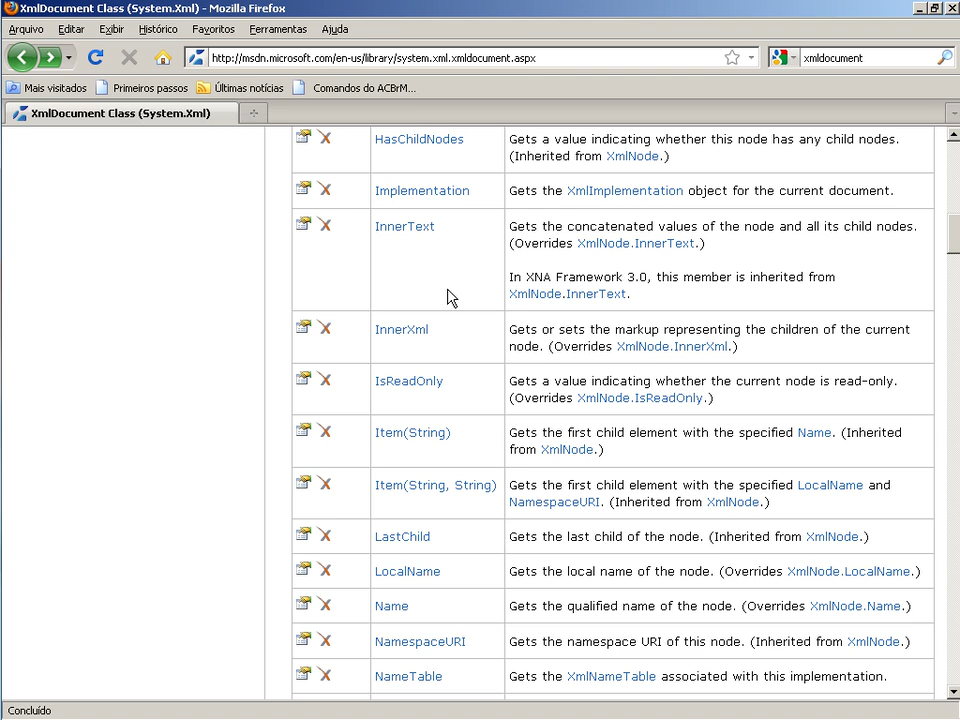 XmlDocument Class (System.Xml) - Mozilla Firefox
Arquivo Editar Exibir Histórico Favoritos Ferramentas Ajuda
http://msdn.microsoft.com/en-us/library/system.xml.xmldocument.aspx
xmldocument
Mais visitados Primeiros passos Últimas notícias Comandos do ACBrM...
XmlDocument Class (System.Xml)
HasChildNodes Gets a value indicating whether this node has any child nodes.
(Inherited from XmlNode.)
Implementation Gets the XmlImplementation object for the current document.
InnerText Gets the concatenated values of the node and all its child nodes.
(Overrides XmlNode.InnerText.)
In XNA Framework 3.0, this member is inherited from
XmlNode.InnerText.
InnerXml Gets or sets the markup representing the children of the current
node. (Overrides XmlNode.InnerXml.)
IsReadOnly Gets a value indicating whether the current node is read-only.
(Overrides XmlNode.IsReadOnly.)
Item(String) Gets the first child element with the specified Name. (Inherited
from XmlNode.)
Item(String, String) Gets the first child element with the specified LocalName and
NamespaceURI. (Inherited from XmlNode.)
LastChild Gets the last child of the node. (Inherited from XmlNode.)
LocalName Gets the local name of the node. (Overrides XmlNode.LocalName.)
Name Gets the qualified name of the node. (Overrides XmlNode.Name.)
NamespaceURI Gets the namespace URI of this node. (Inherited from XmlNode.)
NameTable Gets the XmlNameTable associated with this implementation.
Concluído